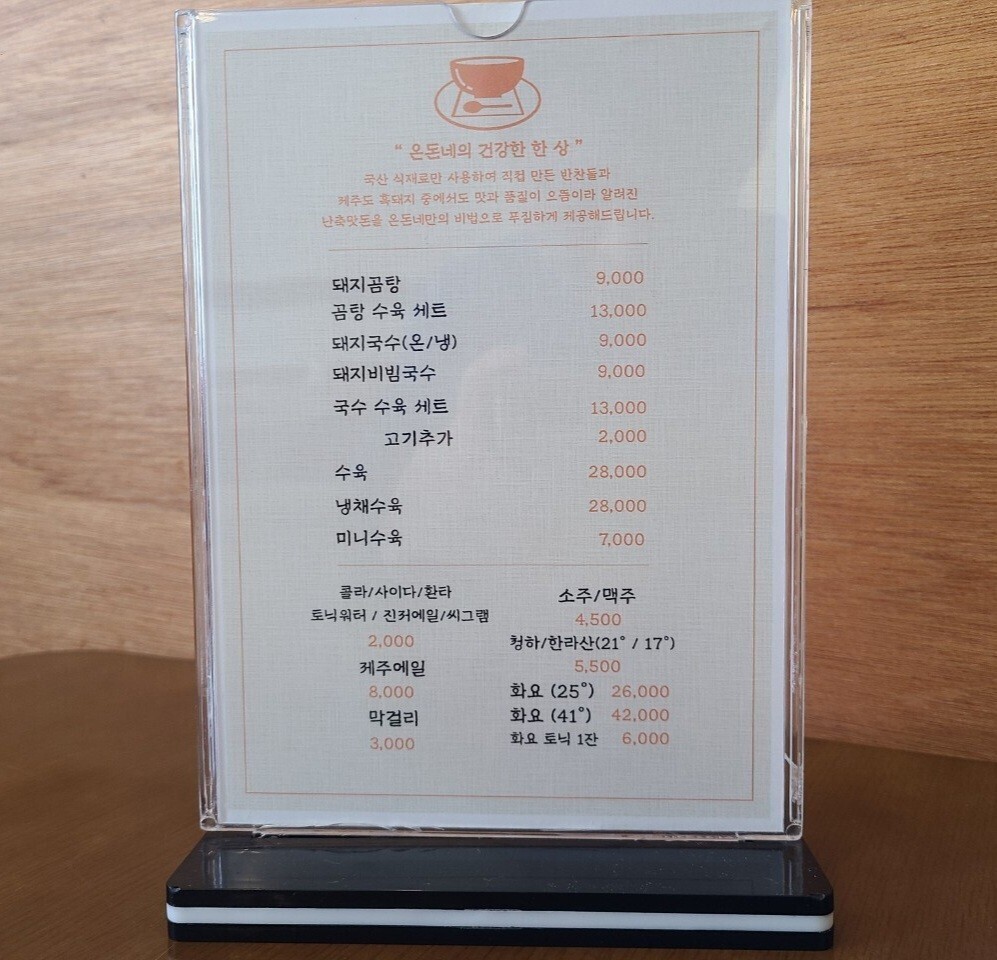 “ 온돈네의 건강한 한 상 ”
국산 식재로만 사용하여 직접 만든 반찬들과
제주도 흑돼지 중에서도 맛과 품질이 으뜸이라 알려진
난축맛돈을 온돈네만의 비법으로 푸짐하게 제공해드립니다.
돼지곰탕 9,000
곰탕 수육 세트 13,000
돼지국수(온/냉) 9,000
돼지비빔국수 9,000
국수 수육 세트 13,000
고기추가 2,000
수육 28,000
냉채수육 28,000
미니수육 7,000
콜라/사이다/환타
토닉워터 / 진저에일/씨그램
2,000
제주에일
8,000
막걸리
3,000
소주/맥주
4,500
청하/한라산(21° / 17°)
5,500
화요 (25°) 26,000
화요 (41°) 42,000
화요 토닉 1잔 6,000